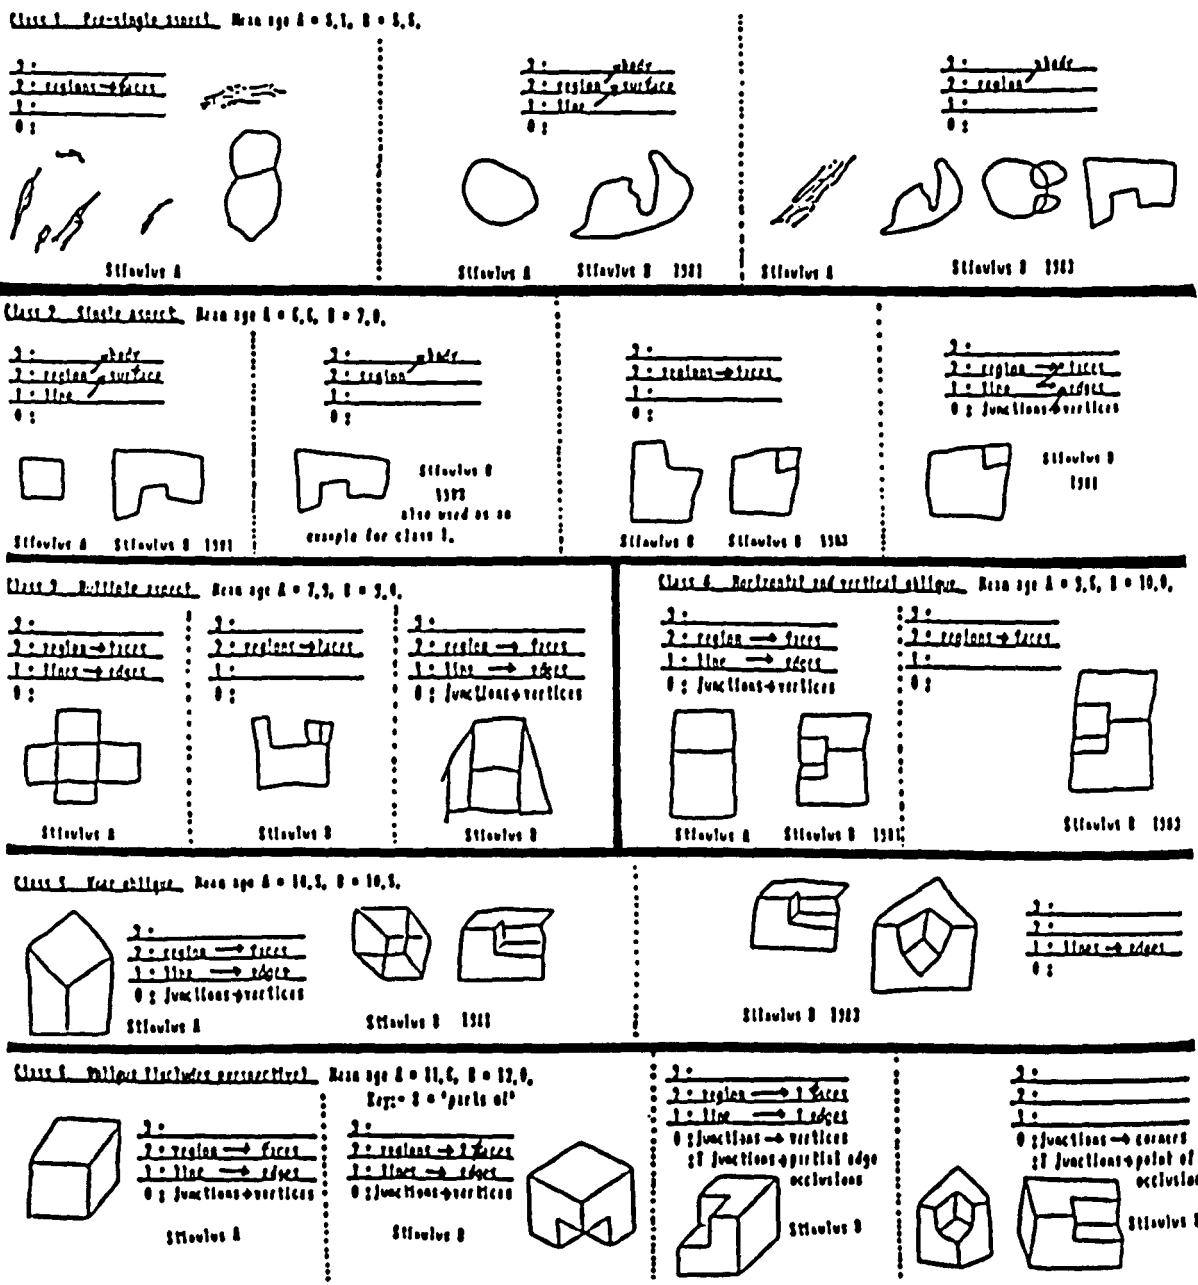 Class 1. Pre-single aspect. Mean age A = 5,1, B = 5,5.
3 :
2 : regions→faces
1 :
0 :
Stimulus A
3 : body
2 : region surface
1 : line
0 :
Stimulus A Stimulus B 1981
3 : body
2 : region
1 :
0 :
Stimulus A Stimulus B 1983
Class 2. Single aspect. Mean age A = 6,6, B = 7,0.
3 : body
2 : region surface
1 : line
0 :
Stimulus A Stimulus B 1981
3 : body
2 : region
1 :
0 :
Stimulus B
also used as an
example for class 1.
3 :
2 : regions→faces
1 :
0 :
Stimulus B Stimulus B 1983
3 :
2 : region → faces
1 : line → edges
0 : junctions→vertices
Stimulus B
1981
Class 3. Multiple aspect. Mean age A = 7,9, B = 9,0.
3 :
2 : region→faces
1 : lines→edges
0 :
Stimulus A
3 :
2 : regions→faces
1 :
0 :
Stimulus B
3 :
2 : region → faces
1 : line → edges
0 : junctions→vertices
Stimulus B
Class 4. Horizontal and vertical oblique. Mean age A = 9,6, B = 10,0.
3 :
2 : region → faces
1 : line → edges
0 : junctions→vertices
Stimulus A Stimulus B 1981
3 :
2 : regions→faces
1 :
0 :
Stimulus B 1983
Class 5. Near oblique. Mean age A = 10,5, B = 10,5.
3 :
2 : region → faces
1 : line → edges
0 : junctions→vertices
Stimulus A
Stimulus B 1981
Stimulus B 1983
3 :
2 :
1 : lines→edges
0 :
Class 6. Oblique (includes perspective). Mean age A = 11,6, B = 12,0.
Key:- 8 = "parts of"
3 :
2 : region → faces
1 : line → edges
0 : junctions→vertices
Stimulus A
3 :
2 : regions→ faces
1 : lines → edges
0 : junctions→vertices
Stimulus B
3 :
2 : region → faces
1 : line → edges
0 : junctions → vertices
:T junctions→partial edge
occlusions
Stimulus B
3 :
2 :
1 :
0 : junctions → corners
:T junctions→point of
occlusion
Stimulus B